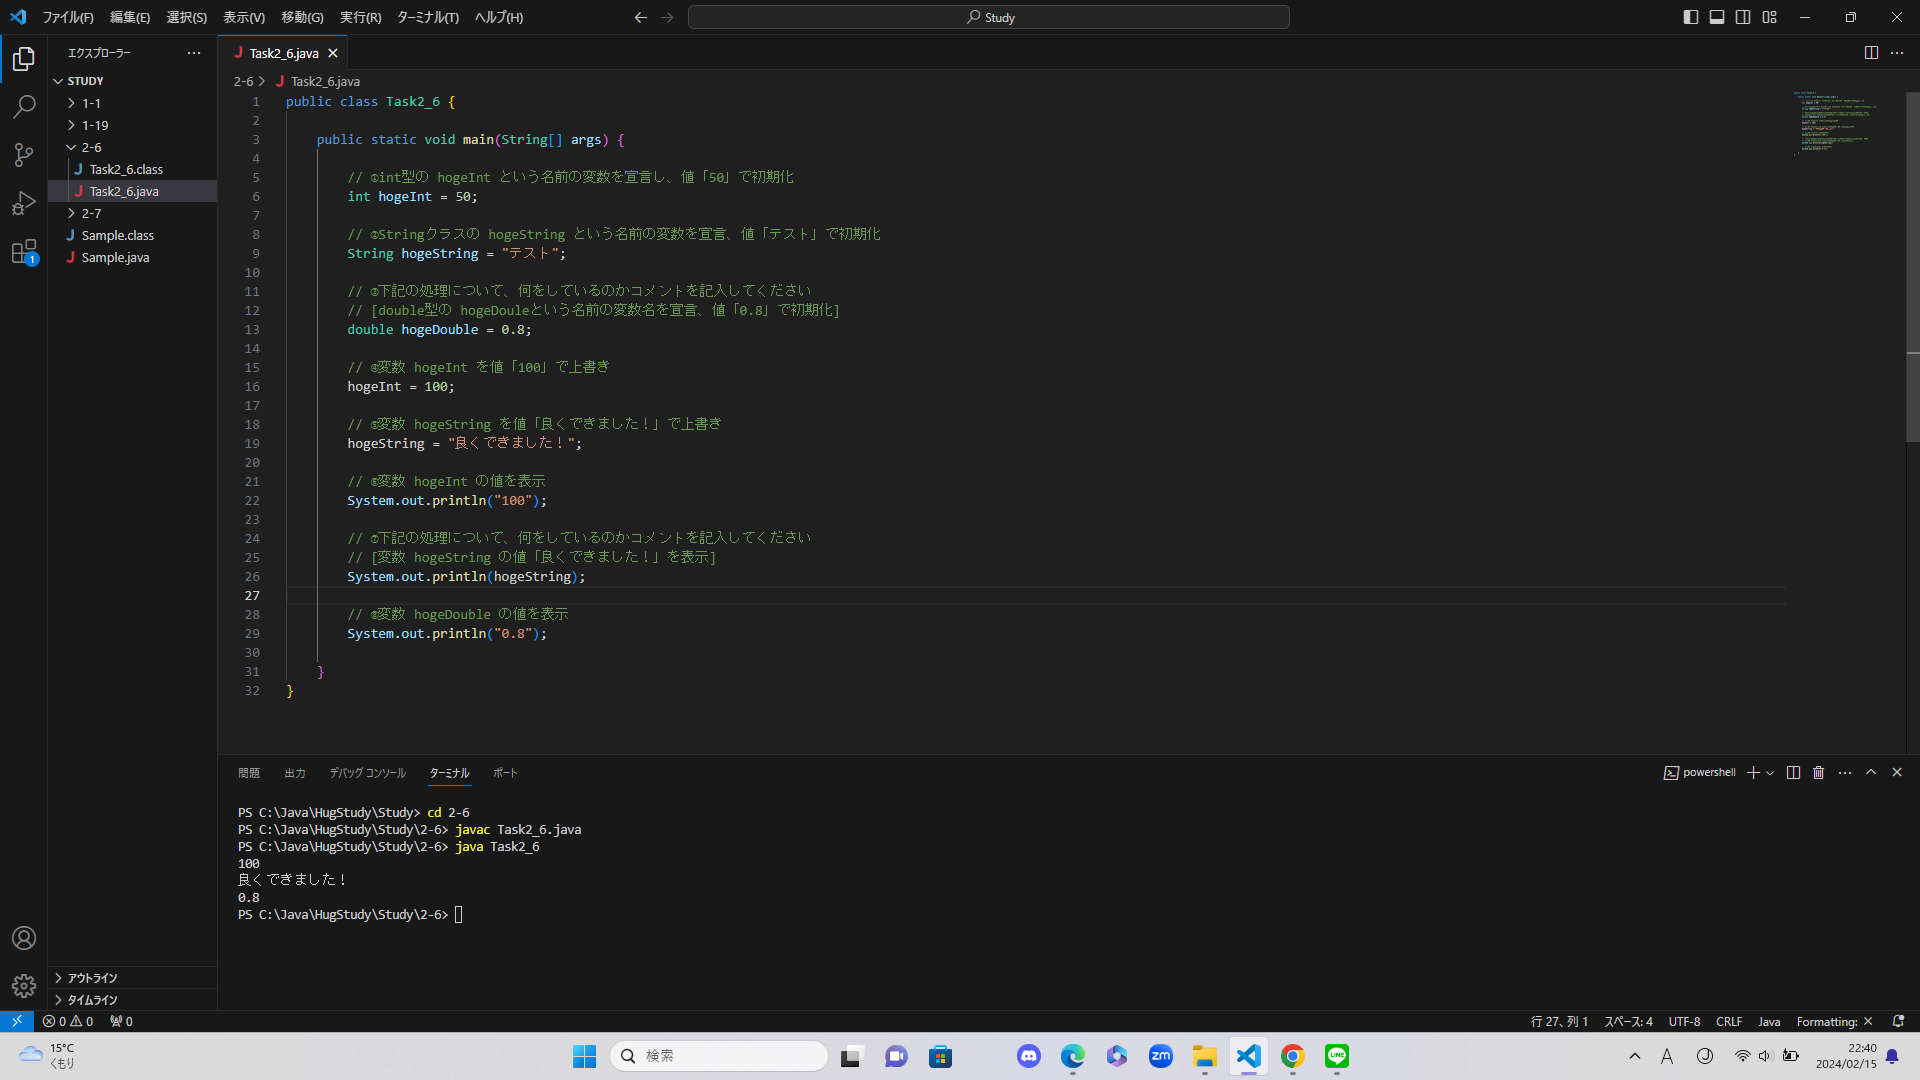 ファイル(F) 編集(E) 選択(S) 表示(V) 移動(G) 実行(R) ターミナル(T) ヘルプ(H)
Study
エクスプローラー
Task2_6.java
STUDY
1-1
1-19
2-6
Task2_6.class
Task2_6.java
2-7
Sample.class
Sample.java
1
2-6 > Task2_6.java
1 public class Task2_6 {
2
3 public static void main(String[] args) {
4
5 // ①int型の hogeInt という名前の変数を宣言し、値「50」で初期化
6 int hogeInt = 50;
7
8 // ②Stringクラスの hogeString という名前の変数を宣言、値「テスト」で初期化
9 String hogeString = "テスト";
10
11 // ③下記の処理について、何をしているのかコメントを記入してください
12 // [double型の hogeDouleという名前の変数名を宣言、値「0.8」で初期化]
13 double hogeDouble = 0.8;
14
15 // ④変数 hogeInt を値「100」で上書き
16 hogeInt = 100;
17
18 // ⑤変数 hogeString を値「良くできました！」で上書き
19 hogeString = "良くできました！";
20
21 // ⑥変数 hogeInt の値を表示
22 System.out.println("100");
23
24 // ⑦下記の処理について、何をしているのかコメントを記入してください
25 // [変数 hogeString の値「良くできました！」を表示]
26 System.out.println(hogeString);
27
28 // ⑧変数 hogeDouble の値を表示
29 System.out.println("0.8");
30
31 }
32 }
問題 出力 デバッグ コンソール ターミナル ポート
powershell
PS C:\Java\HugStudy\Study> cd 2-6
PS C:\Java\HugStudy\Study\2-6> javac Task2_6.java
PS C:\Java\HugStudy\Study\2-6> java Task2_6
100
良くできました！
0.8
PS C:\Java\HugStudy\Study\2-6>
アウトライン
タイムライン
0 0 0
行 27、列 1 スペース: 4 UTF-8 CRLF Java Formatting: ×
15°C
くもり
検索
zm
LINE
A
22:40
2024/02/15